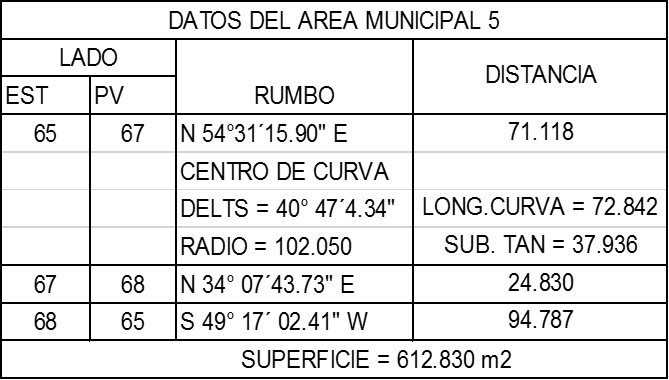 DATOS DEL AREA MUNICIPAL 5
LADO
EST PV RUMBO DISTANCIA
65 67 N 54°31´15.90" E 71.118
CENTRO DE CURVA
DELTS = 40° 47´4.34" LONG.CURVA = 72.842
RADIO = 102.050 SUB. TAN = 37.936
67 68 N 34° 07´43.73" E 24.830
68 65 S 49° 17´ 02.41" W 94.787
SUPERFICIE = 612.830 m2